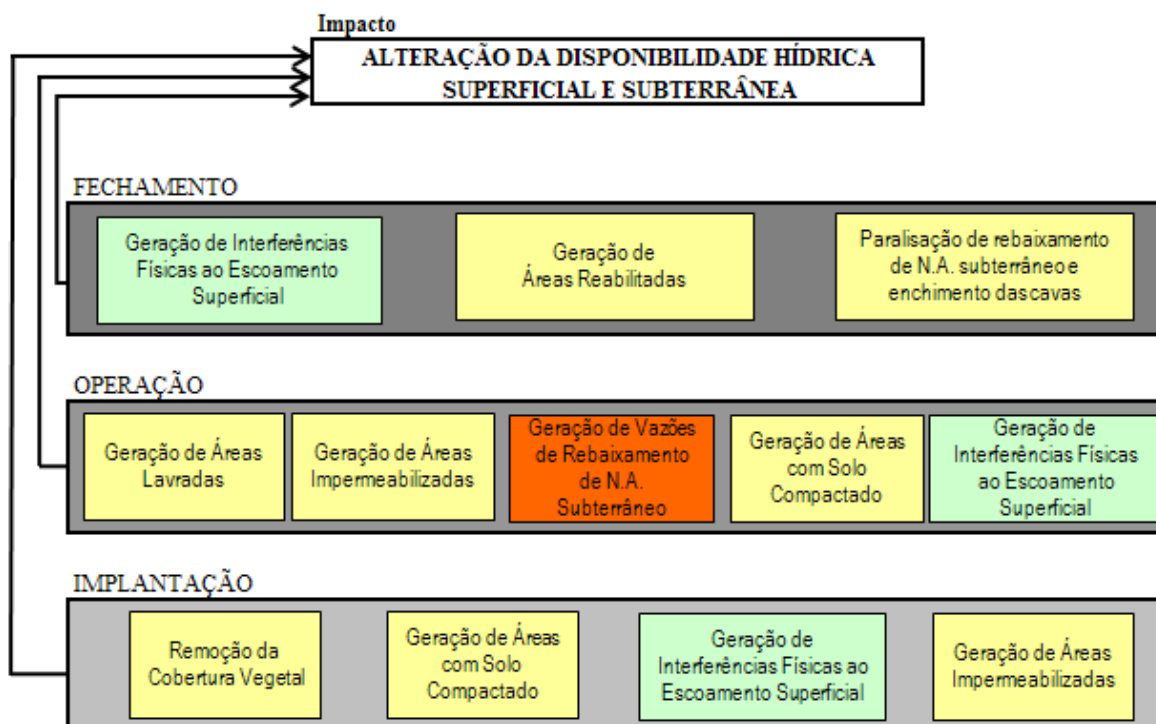 Impacto
ALTERAÇÃO DA DISPONIBILIDADE HÍDRICA
SUPERFICIAL E SUBTERRÂNEA
FECHAMENTO
Geração de Interferências
Físicas ao Escoamento
Superficial
Geração de
Áreas Reabilitadas
Paralisação de rebaixamento
de N.A. subterrâneo e
enchimento das cavas
OPERAÇÃO
Geração de Áreas
Lavradas
Geração de Áreas
Impermeabilizadas
Geração de Vazões
de Rebaixamento
de N.A.
Subterrâneo
Geração de Áreas
com Solo
Compactado
Geração de
Interferências Físicas
ao Escoamento
Superficial
IMPLANTAÇÃO
Remoção da
Cobertura Vegetal
Geração de Áreas
com Solo
Compactado
Geração de
Interferências Físicas ao
Escoamento Superficial
Geração de Áreas
Impermeabilizadas